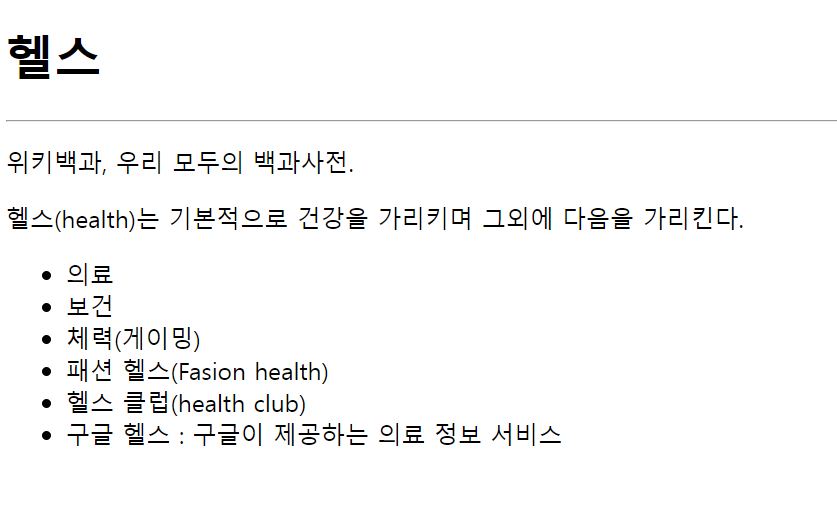 헬스
위키백과, 우리 모두의 백과사전.
헬스(health)는 기본적으로 건강을 가리키며 그외에 다음을 가리킨다.
의료
보건
체력(게이밍)
패션 헬스(Fasion health)
헬스 클럽(health club)
구글 헬스 : 구글이 제공하는 의료 정보 서비스